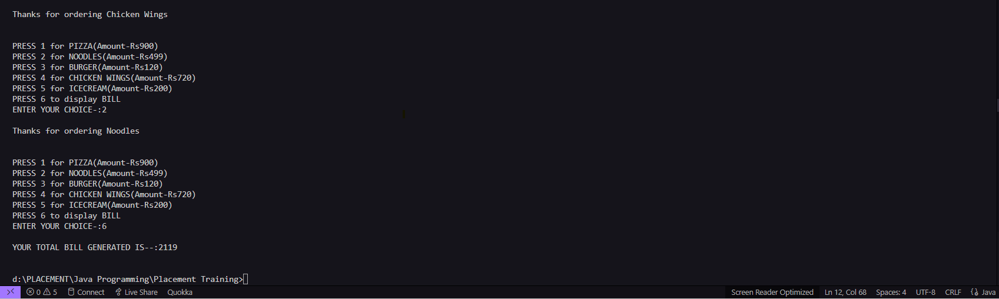 Thanks for ordering Chicken Wings
PRESS 1 for PIZZA(Amount-Rs900)
PRESS 2 for NOODLES(Amount-Rs499)
PRESS 3 for BURGER(Amount-Rs120)
PRESS 4 for CHICKEN WINGS(Amount-Rs720)
PRESS 5 for ICECREAM(Amount-Rs200)
PRESS 6 to display BILL
ENTER YOUR CHOICE-:2
Thanks for ordering Noodles
PRESS 1 for PIZZA(Amount-Rs900)
PRESS 2 for NOODLES(Amount-Rs499)
PRESS 3 for BURGER(Amount-Rs120)
PRESS 4 for CHICKEN WINGS(Amount-Rs720)
PRESS 5 for ICECREAM(Amount-Rs200)
PRESS 6 to display BILL
ENTER YOUR CHOICE-:6
YOUR TOTAL BILL GENERATED IS--:2119
d:\PLACEMENT\Java Programming\Placement Training>
0 5 Connect Live Share Quokka Screen Reader Optimized Ln 12, Col 68 Spaces: 4 UTF-8 CRLF Java